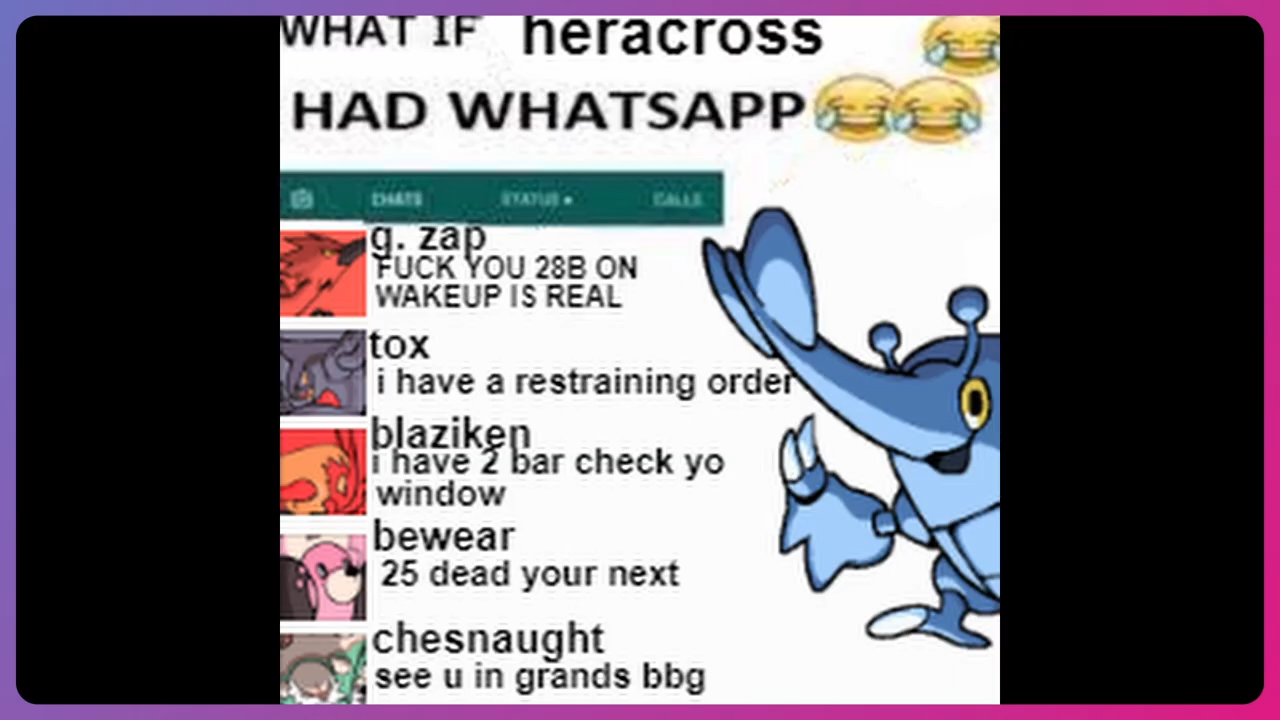 WHAT IF heracross
HAD WHATSAPP
CHATS STATUS CALLS
g. zap
FUCK YOU 28B ON
WAKEUP IS REAL
tox
i have a restraining order
blaziken
i have 2 bar check yo
window
bewear
25 dead your next
chesnaught
see u in grands bbg